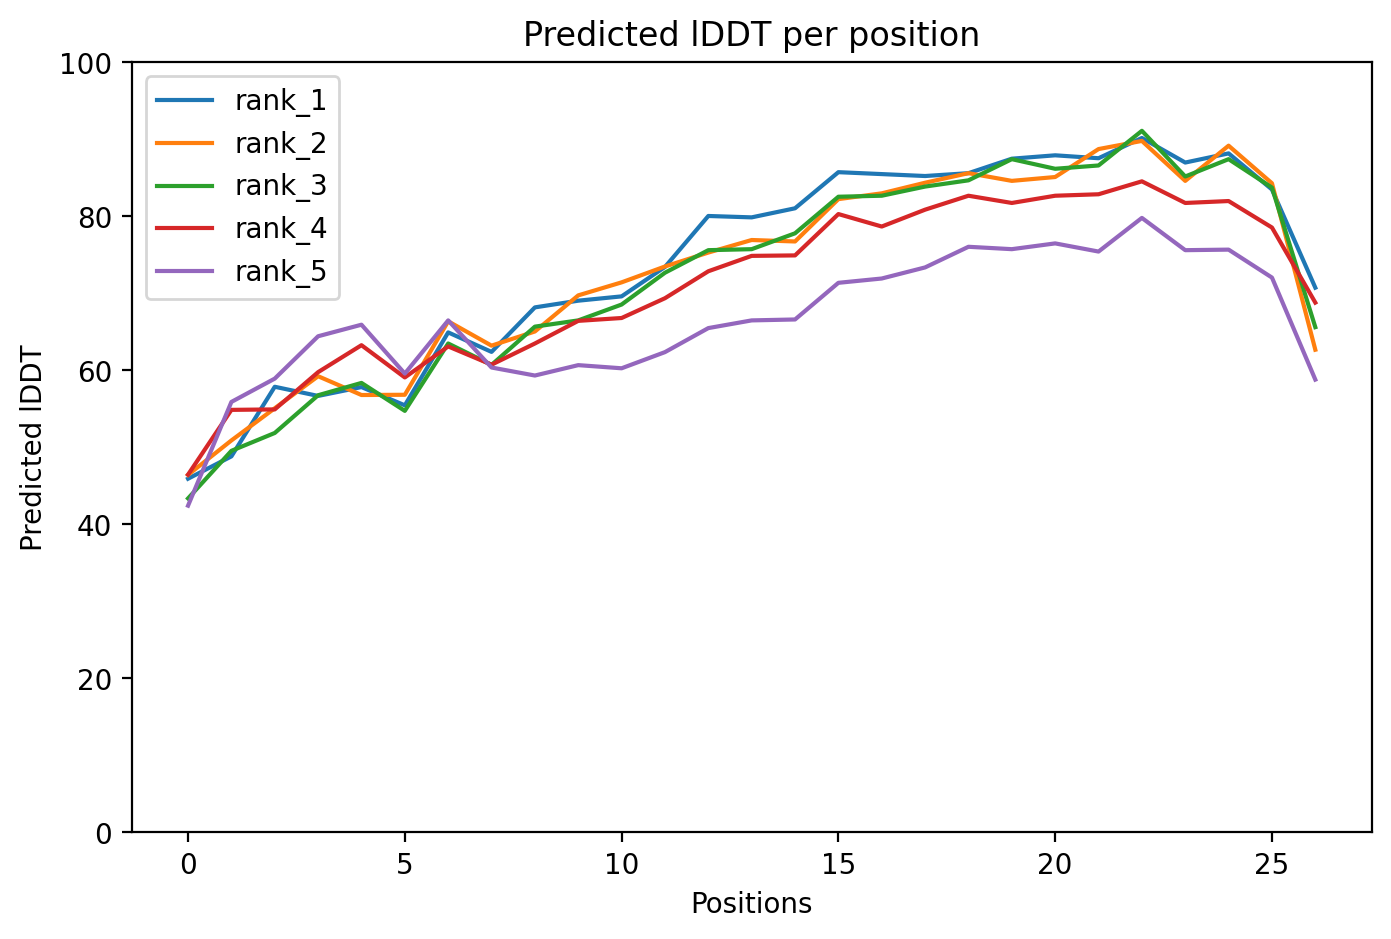 Predicted lDDT per position
100
80
60
40
20
0
Predicted lDDT
rank_1
rank_2
rank_3
rank_4
rank_5
0 5 10 15 20 25
Positions